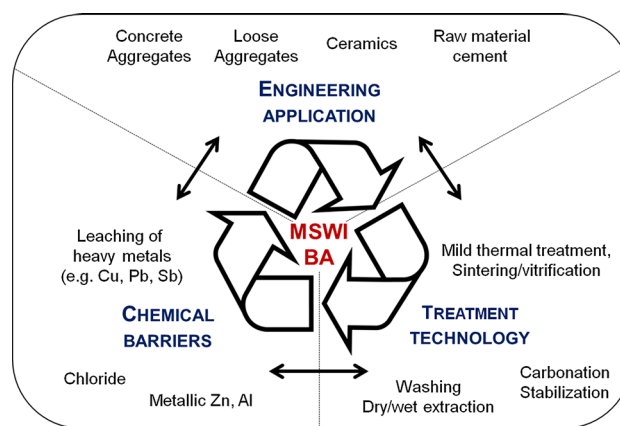 Concrete
Aggregates
Loose
Aggregates
Ceramics
Raw material
cement
ENGINEERING
APPLICATION
MSWI
BA
Leaching of
heavy metals
(e.g. Cu, Pb, Sb)
Mild thermal treatment,
Sintering/vitrification
CHEMICAL
BARRIERS
TREATMENT
TECHNOLOGY
Chloride
Metallic Zn, Al
Washing
Dry/wet extraction
Carbonation
Stabilization